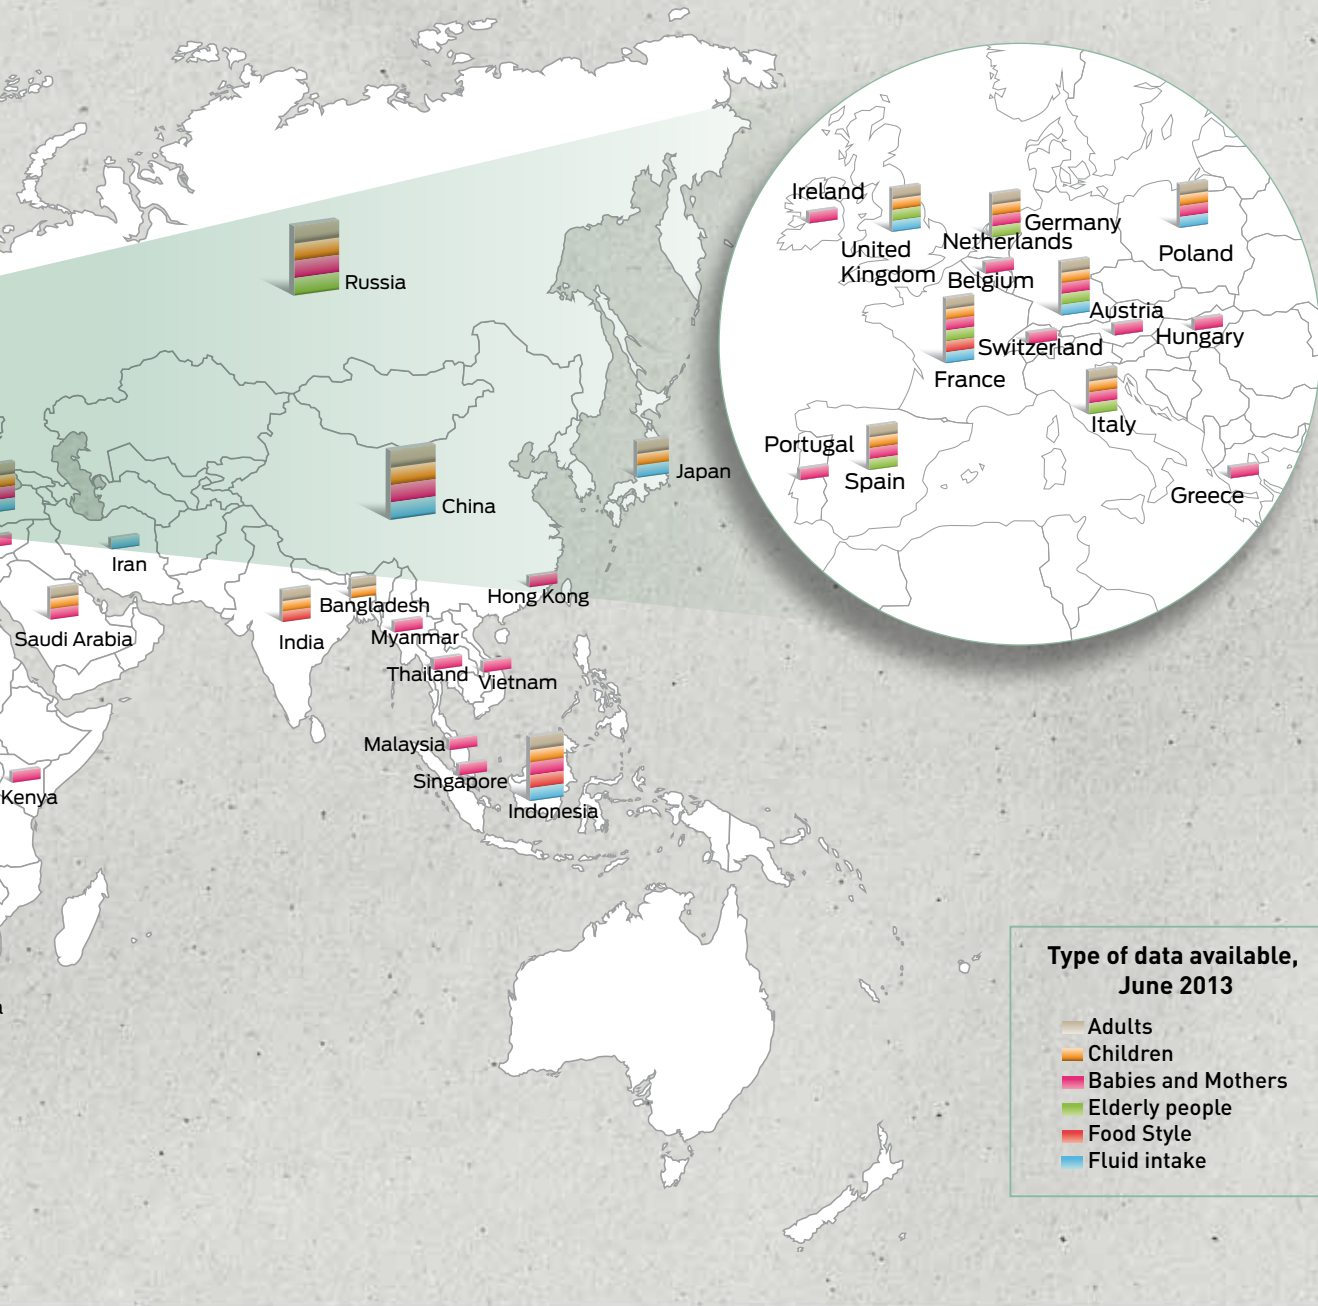 Ireland
United
Kingdom
Germany
Netherlands
Belgium
Poland
Austria
Hungary
Switzerland
France
Italy
Portugal
Spain
Greece
Russia
China
Japan
Iran
Saudi Arabia
India
Bangladesh
Hong Kong
Myanmar
Thailand
Vietnam
Malaysia
Singapore
Indonesia
Kenya
Type of data available,
June 2013
Adults
Children
Babies and Mothers
Elderly people
Food Style
Fluid intake